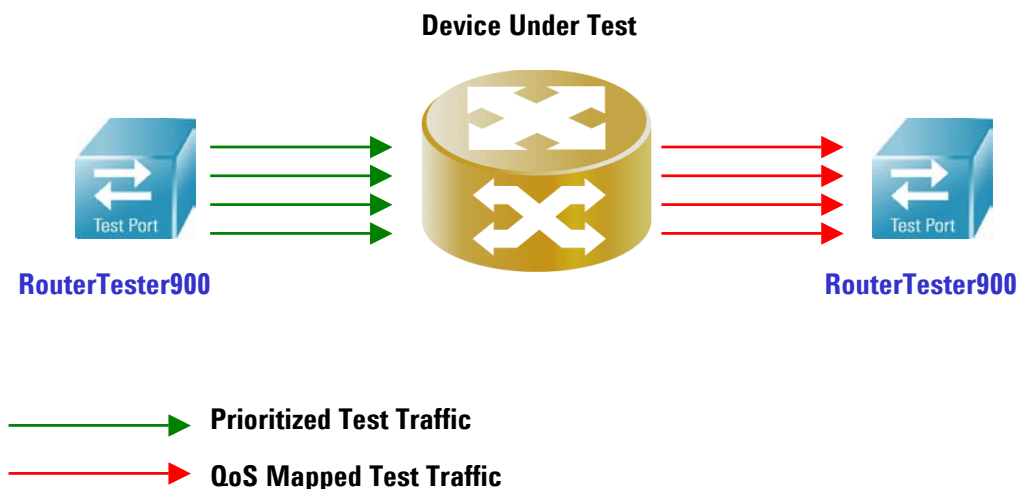 Device Under Test
Test Port
Test Port
RouterTester900
RouterTester900
Prioritized Test Traffic
QoS Mapped Test Traffic